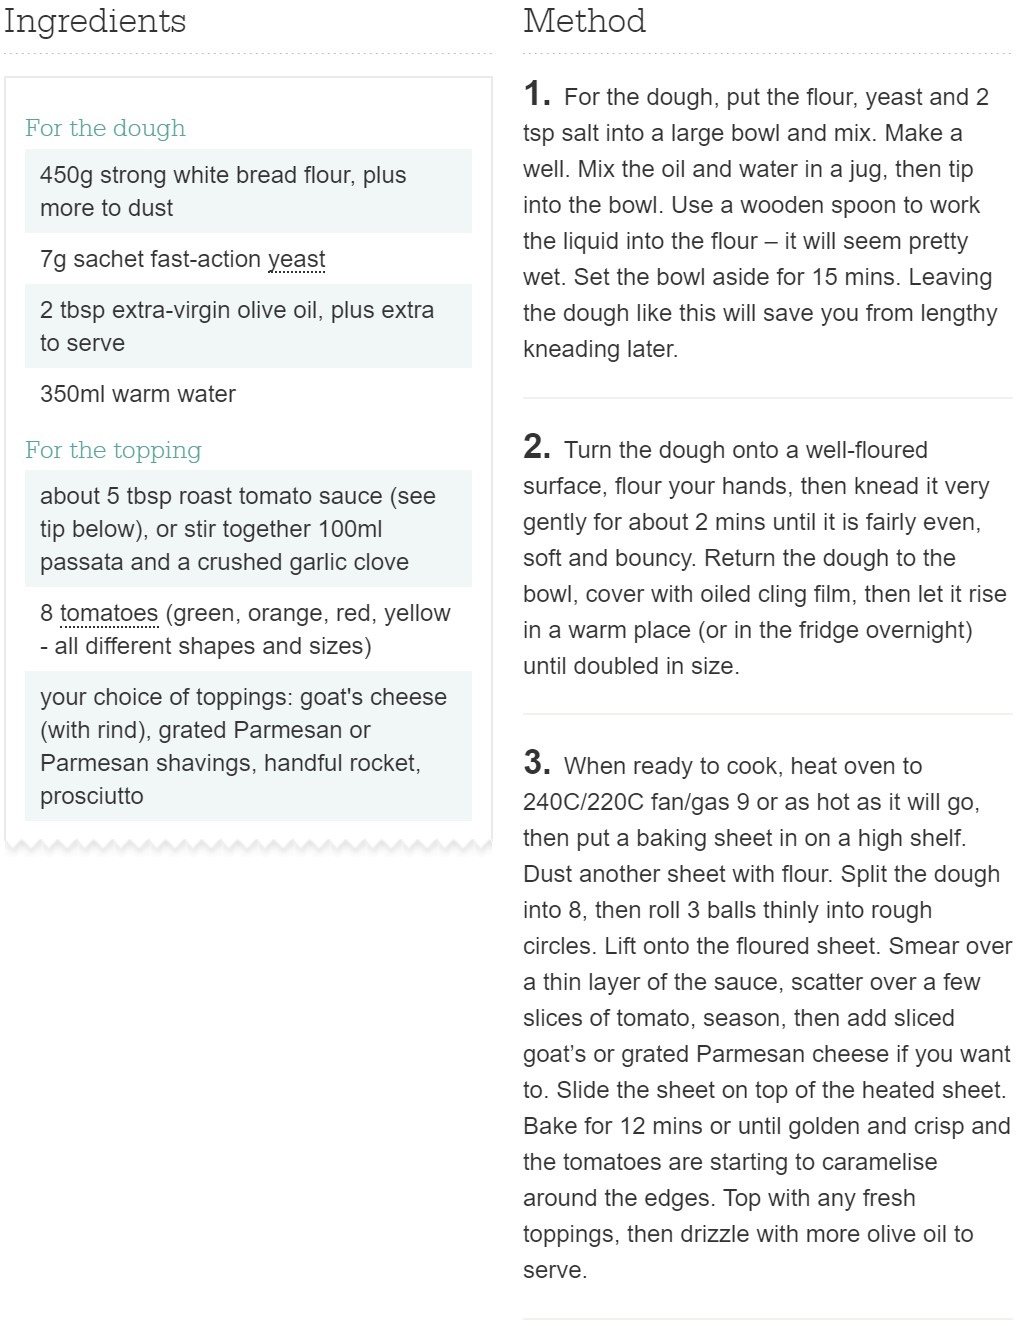 Ingredients
For the dough
450g strong white bread flour, plus
more to dust
7g sachet fast-action yeast
2 tbsp extra-virgin olive oil, plus extra
to serve
350ml warm water
For the topping
about 5 tbsp roast tomato sauce (see
tip below), or stir together 100ml
passata and a crushed garlic clove
8 tomatoes (green, orange, red, yellow
- all different shapes and sizes)
your choice of toppings: goat's cheese
(with rind), grated Parmesan or
Parmesan shavings, handful rocket,
prosciutto
Method
1. For the dough, put the flour, yeast and 2
tsp salt into a large bowl and mix. Make a
well. Mix the oil and water in a jug, then tip
into the bowl. Use a wooden spoon to work
the liquid into the flour – it will seem pretty
wet. Set the bowl aside for 15 mins. Leaving
the dough like this will save you from lengthy
kneading later.
2. Turn the dough onto a well-floured
surface, flour your hands, then knead it very
gently for about 2 mins until it is fairly even,
soft and bouncy. Return the dough to the
bowl, cover with oiled cling film, then let it rise
in a warm place (or in the fridge overnight)
until doubled in size.
3. When ready to cook, heat oven to
240C/220C fan/gas 9 or as hot as it will go,
then put a baking sheet in on a high shelf.
Dust another sheet with flour. Split the dough
into 8, then roll 3 balls thinly into rough
circles. Lift onto the floured sheet. Smear over
a thin layer of the sauce, scatter over a few
slices of tomato, season, then add sliced
goat’s or grated Parmesan cheese if you want
to. Slide the sheet on top of the heated sheet.
Bake for 12 mins or until golden and crisp and
the tomatoes are starting to caramelise
around the edges. Top with any fresh
toppings, then drizzle with more olive oil to
serve.